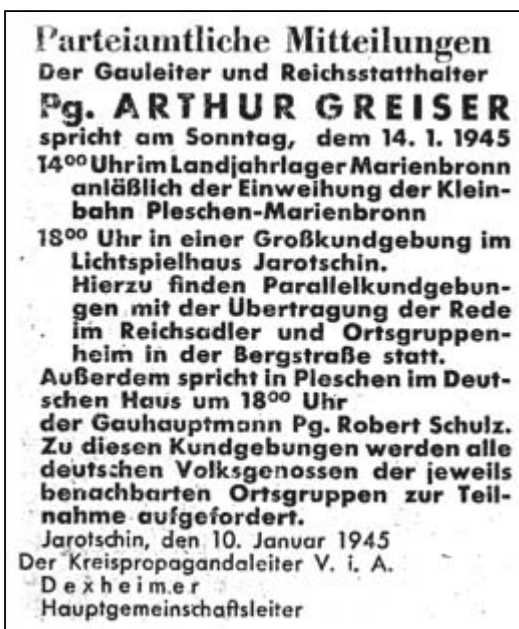 Parteiamtliche Mitteilungen
Der Gauleiter und Reichsstatthalter
Pg. ARTHUR GREISER
spricht am Sonntag, dem 14. 1. 1945
14⁰⁰ Uhr im Landjahrlager Marienbronn
anläßlich der Einweihung der Klein-
bahn Pleschen-Marienbronn
18⁰⁰ Uhr in einer Großkundgebung im
Lichtspielhaus Jarotschin.
Hierzu finden Parallelkundgebun-
gen mit der Ubertragung der Rede
im Reichsadler und Ortsgruppen-
heim in der Bergstraße statt.
Außerdem spricht in Pleschen im Deut-
schen Haus um 18⁰⁰ Uhr
der Gauhauptmann Pg. Robert Schulz.
Zu diesen Kundgebungen werden alle
deutschen Volksgenossen der jeweils
benachbarten Ortsgruppen zur Teil-
nahme aufgefordert.
Jarotschin, den 10. Januar 1945
Der Kreispropagandaleiter V. i. A.
Dexheimer
Hauptgemeinschaftsleiter